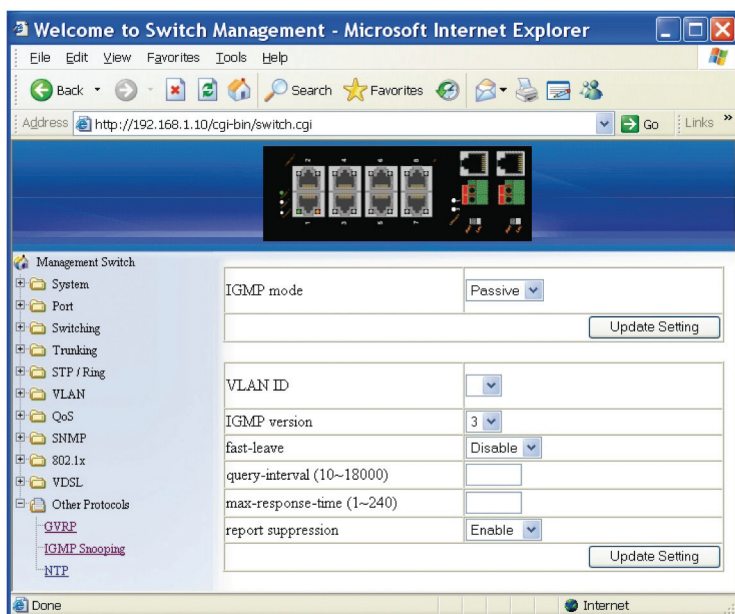 Welcome to Switch Management - Microsoft Internet Explorer
File Edit View Favorites Tools Help
Back Search Favorites
Address http://192.168.1.10/cgi-bin/switch.cgi Go Links »
Management Switch
System
Port
Switching
Trunking
STP / Ring
VLAN
QoS
SNMP
802.1x
VDSL
Other Protocols
GVRP
IGMP Snooping
NTP
IGMP mode Passive
Update Setting
VLAN ID
IGMP version 3
fast-leave Disable
query-interval (10~18000)
max-response-time (1~240)
report suppression Enable
Update Setting
Done Internet